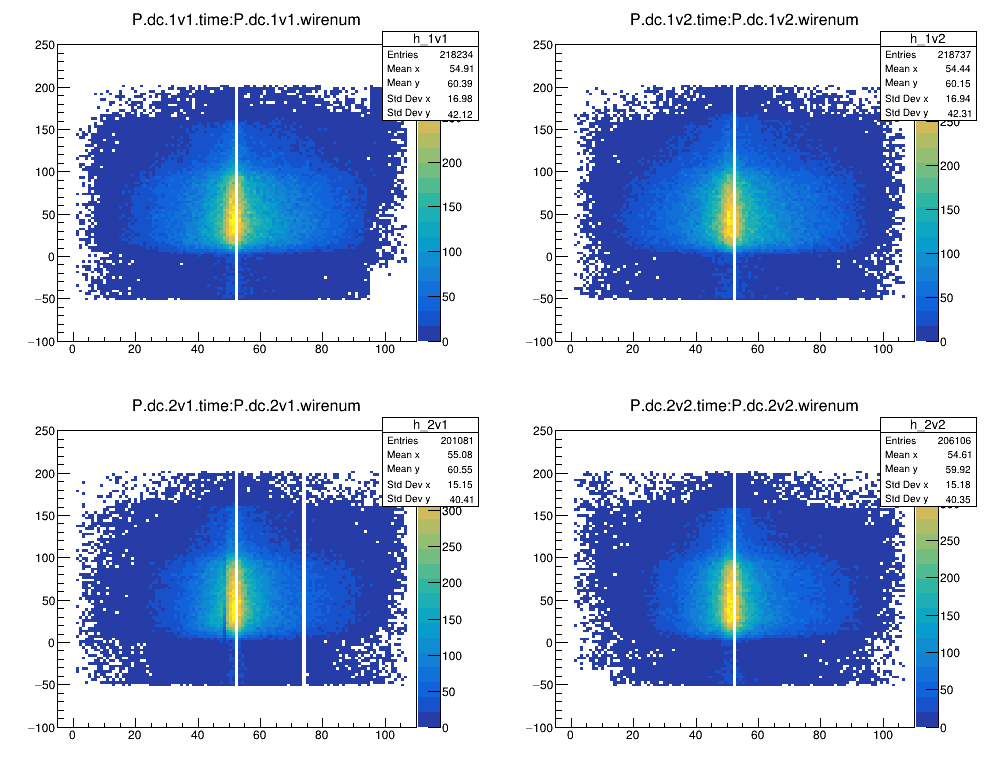 P.dc.1v1.time:P.dc.1v1.wirenum
h_1v1
Entries 218234
Mean x 54.91
Mean y 60.39
Std Dev x 16.98
Std Dev y 42.12
250
200
150
100
50
0
−50
−100
0 20 40 60 80 100
200
150
100
50
0
P.dc.1v2.time:P.dc.1v2.wirenum
h_1v2
Entries 218737
Mean x 54.44
Mean y 60.15
Std Dev x 16.94
Std Dev y 42.31
250
200
150
100
50
0
−50
−100
0 20 40 60 80 100
250
200
150
100
50
0
P.dc.2v1.time:P.dc.2v1.wirenum
h_2v1
Entries 201081
Mean x 55.08
Mean y 60.55
Std Dev x 15.15
Std Dev y 40.41
250
200
150
100
50
0
−50
−100
0 20 40 60 80 100
300
250
200
150
100
50
0
P.dc.2v2.time:P.dc.2v2.wirenum
h_2v2
Entries 206106
Mean x 54.61
Mean y 59.92
Std Dev x 15.18
Std Dev y 40.35
250
200
150
100
50
0
−50
−100
0 20 40 60 80 100
250
200
150
100
50
0